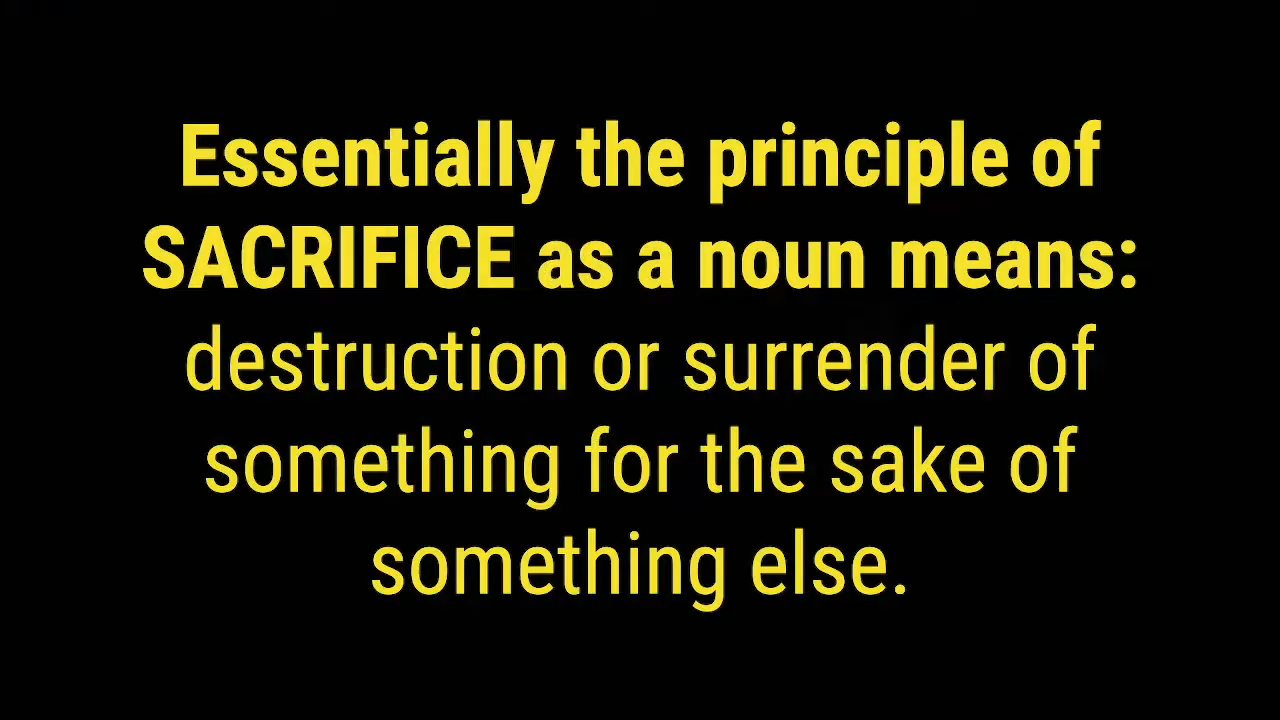 Essentially the principle of
SACRIFICE as a noun means:
destruction or surrender of
something for the sake of
something else.